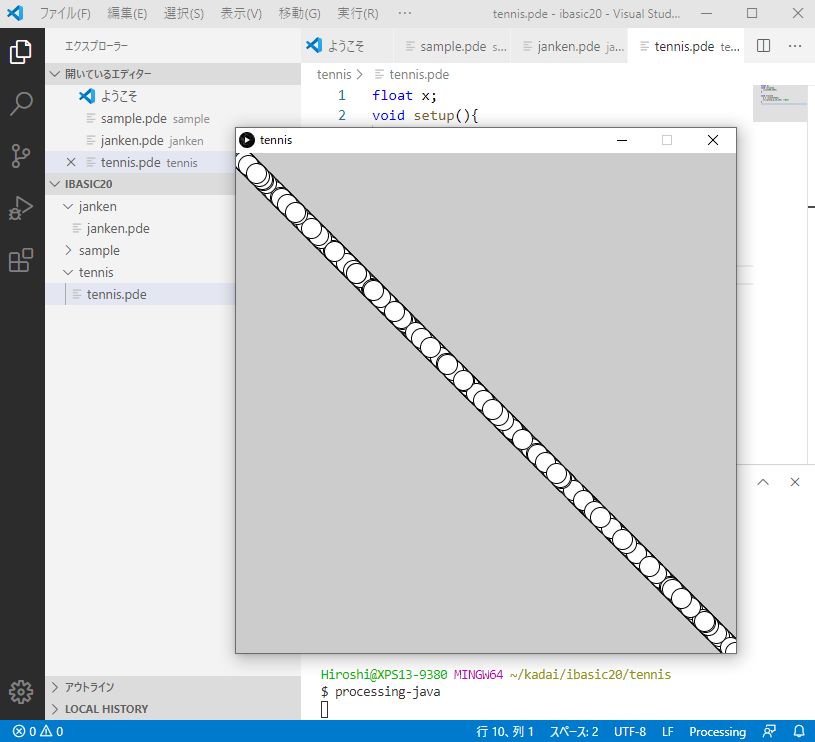 ファイル(F) 編集(E) 選択(S) 表示(V) 移動(G) 実行(R) ··· tennis.pde - ibasic20 - Visual Stud...
エクスプローラー
ようこそ sample.pde s... janken.pde ja... tennis.pde te... ···
開いているエディター
tennis > tennis.pde
ようこそ
1 float x;
sample.pde sample
2 void setup(){
janken.pde janken
tennis
tennis.pde tennis
IBASIC20
janken
janken.pde
sample
tennis
tennis.pde
Hiroshi@XPS13-9380 MINGW64 ~/kadai/ibasic20/tennis
$ processing-java
アウトライン
LOCAL HISTORY
0 0 行 10、列 1 スペース: 2 UTF-8 LF Processing